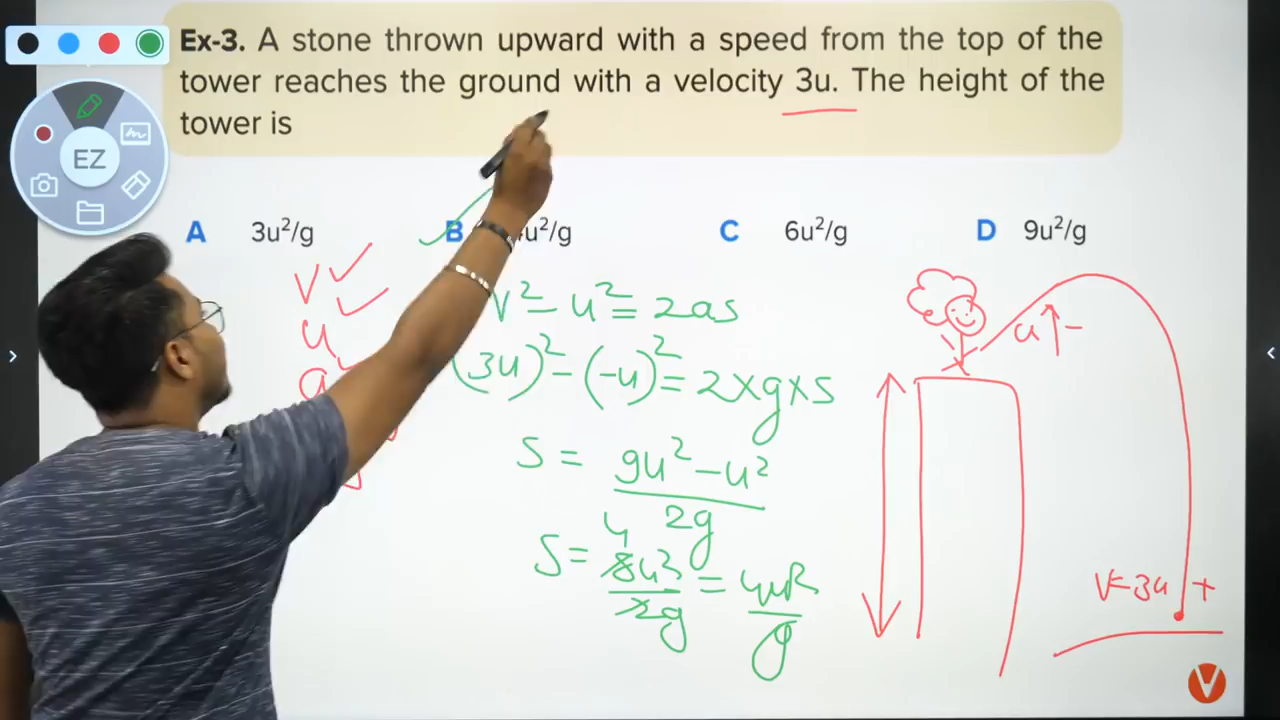 Ex-3. A stone thrown upward with a speed from the top of the
tower reaches the ground with a velocity 3u. The height of the
tower is
EZ
A 3u²/g
B u²/g
C 6u²/g
D 9u²/g
v
u
a
v² - u² = 2as
(3u)² - (-u)² = 2×g×s
S = 9u² - u² / 2g
S = 8u² / 2g = 4u² / g
4
u ↑ -
V=3u +